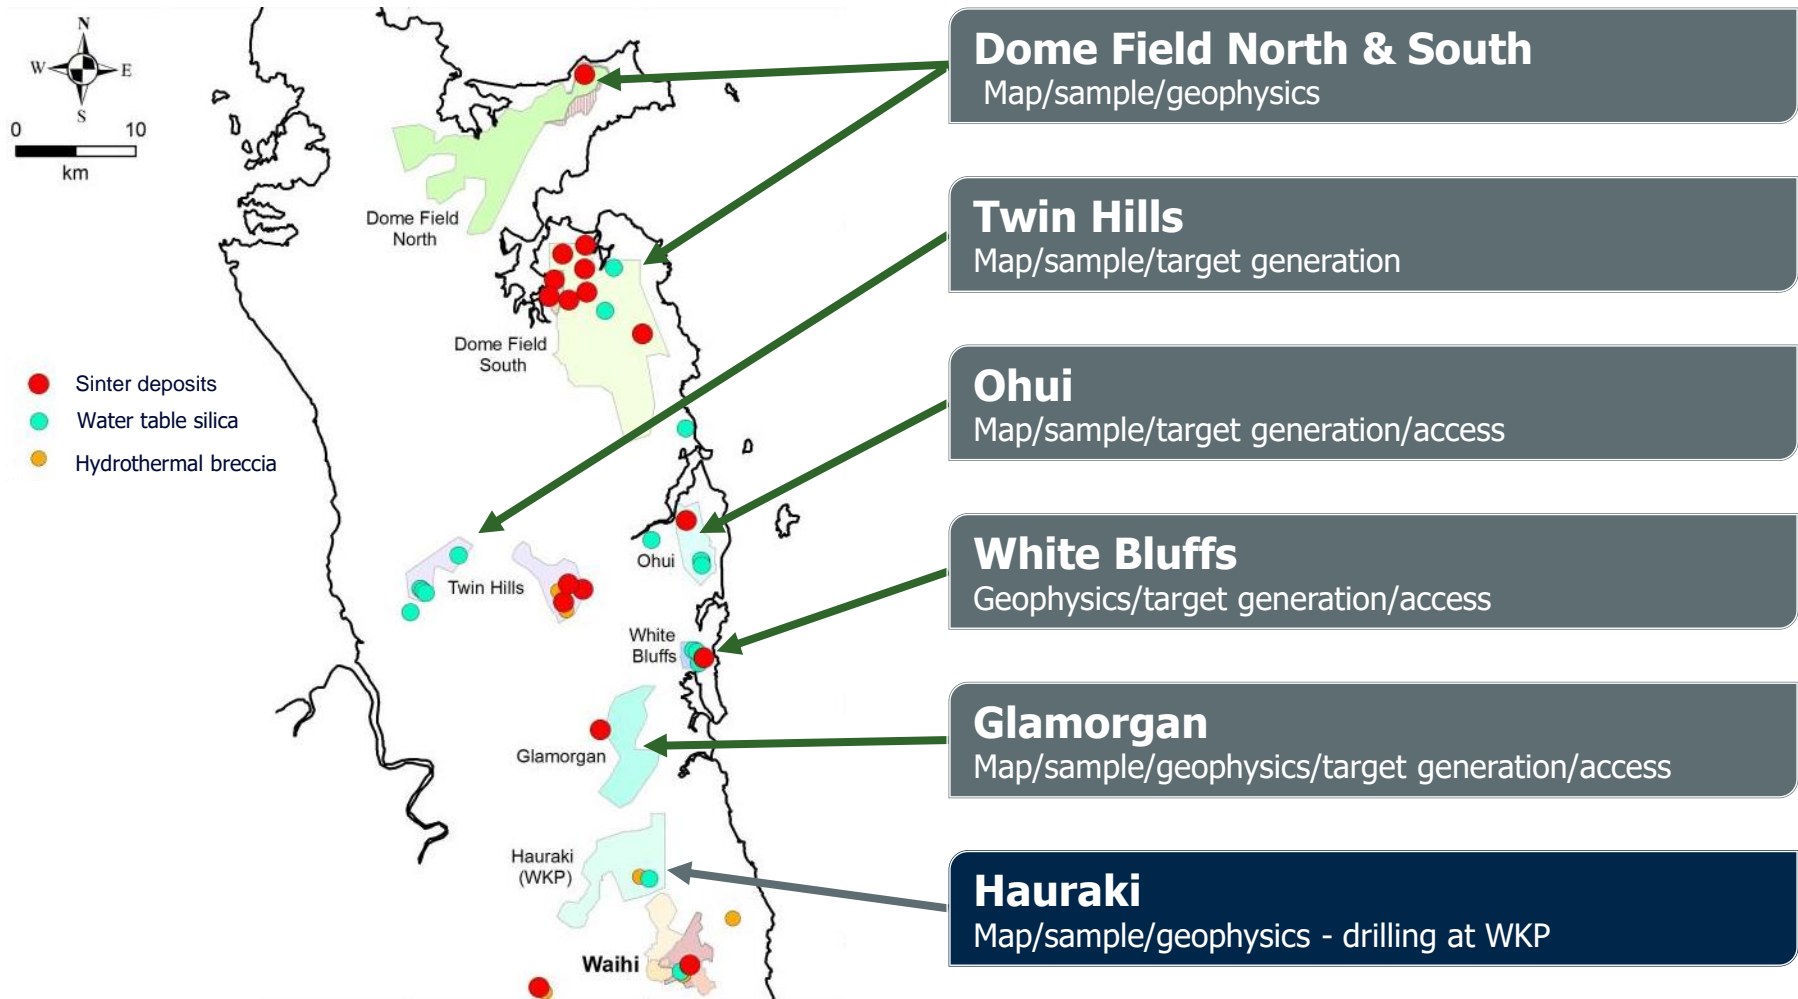 N
W
E
S
0
10
km
Dome Field
North
Dome Field
South
Sinter deposits
Water table silica
Hydrothermal breccia
Ohui
Twin Hills
White
Bluffs
Glamorgan
Hauraki
(WKP)
Waihi
Dome Field North & South
Map/sample/geophysics
Twin Hills
Map/sample/target generation
Ohui
Map/sample/target generation/access
White Bluffs
Geophysics/target generation/access
Glamorgan
Map/sample/geophysics/target generation/access
Hauraki
Map/sample/geophysics - drilling at WKP